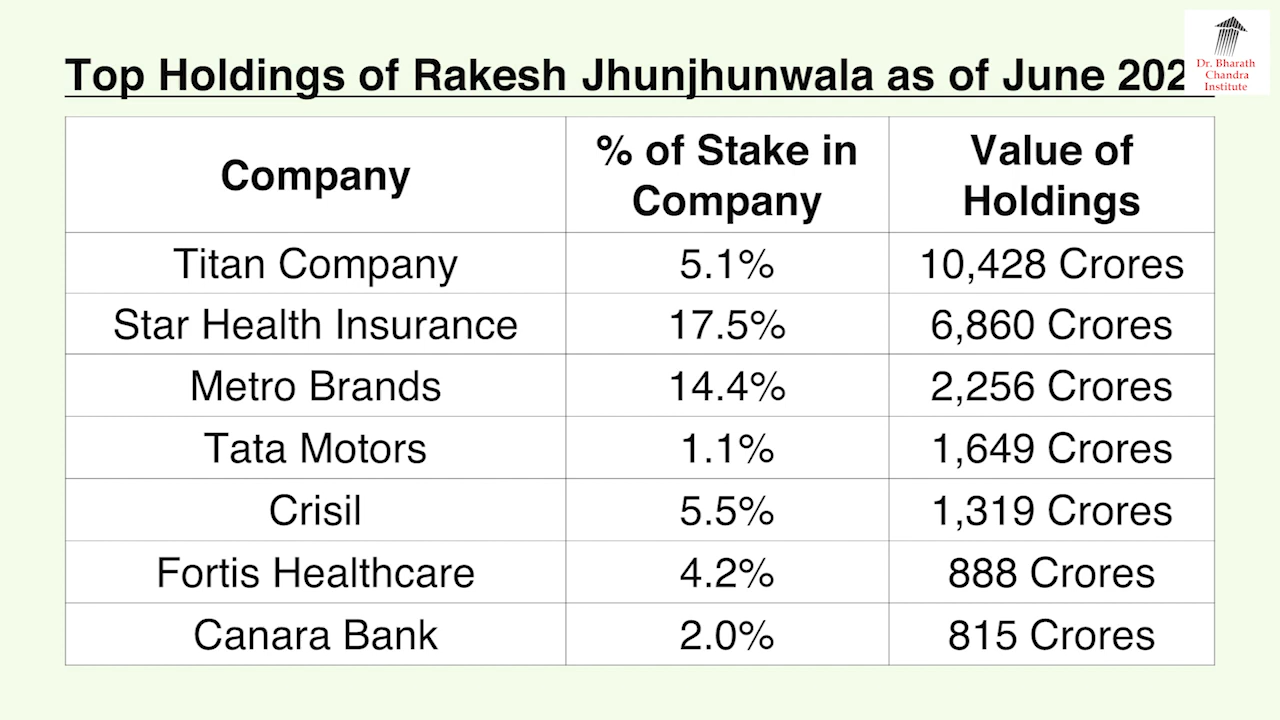 Top Holdings of Rakesh Jhunjhunwala as of June 202
Dr. Bharath
Chandra
Institute
Company
% of Stake in
Company
Value of
Holdings
Titan Company 5.1% 10,428 Crores
Star Health Insurance 17.5% 6,860 Crores
Metro Brands 14.4% 2,256 Crores
Tata Motors 1.1% 1,649 Crores
Crisil 5.5% 1,319 Crores
Fortis Healthcare 4.2% 888 Crores
Canara Bank 2.0% 815 Crores